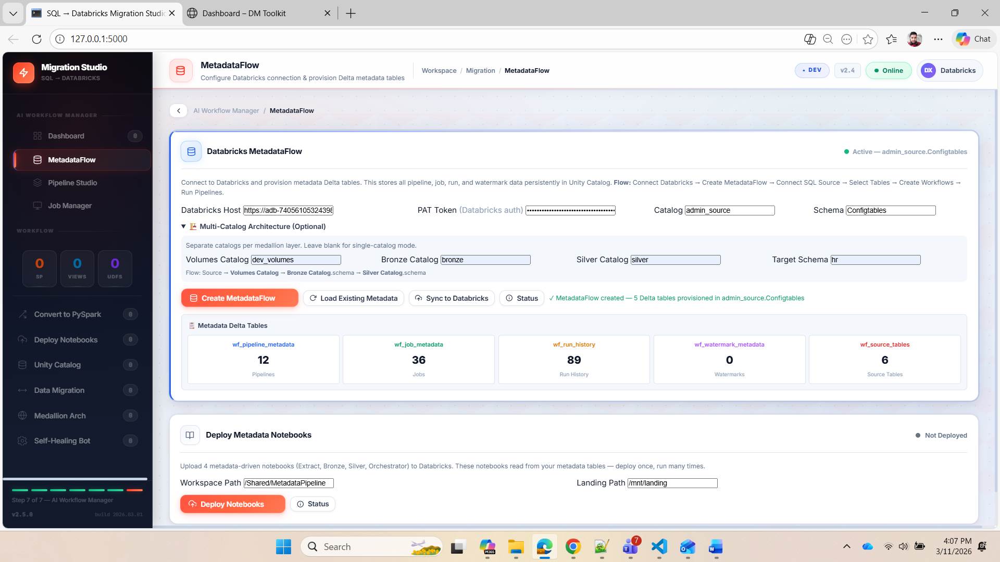 SQL → Databricks Migration Studio
Dashboard – DM Toolkit
127.0.0.1:5000
Chat
Migration Studio
SQL → DATABRICKS
AI WORKFLOW MANAGER
Dashboard 0
MetadataFlow
Pipeline Studio
Job Manager
WORKFLOW
0 0 0
SP VIEWS UDFS
Convert to PySpark 0
Deploy Notebooks 0
Unity Catalog 0
Data Migration 0
Medallion Arch 0
Self-Healing Bot 0
Step 7 of 7 — AI Workflow Manager
v2.5.0 build 2026.03.01
MetadataFlow
Configure Databricks connection & provision Delta metadata tables
Workspace / Migration / MetadataFlow
• DEV
v2.4
Online
DX Databricks
AI Workflow Manager / MetadataFlow
Databricks MetadataFlow
Active — admin_source.Configtables
Connect to Databricks and provision metadata Delta tables. This stores all pipeline, job, run, and watermark data persistently in Unity Catalog. Flow: Connect Databricks → Create MetadataFlow → Connect SQL Source → Select Tables → Create Workflows →
Run Pipelines.
Databricks Host https://adb-7405610532439 PAT Token (Databricks auth) •••••••••••••••••••••••••••••••••••• Catalog admin_source Schema Configtables
▼ Multi-Catalog Architecture (Optional)
Separate catalogs per medallion layer. Leave blank for single-catalog mode.
Volumes Catalog dev_volumes Bronze Catalog bronze Silver Catalog silver Target Schema hr
Flow: Source → Volumes Catalog → Bronze Catalog.schema → Silver Catalog.schema
Create MetadataFlow Load Existing Metadata Sync to Databricks Status ✓ MetadataFlow created — 5 Delta tables provisioned in admin_source.Configtables
Metadata Delta Tables
wf_pipeline_metadata wf_job_metadata wf_run_history wf_watermark_metadata wf_source_tables
12 36 89 0 6
Pipelines Jobs Run History Watermarks Source Tables
Deploy Metadata Notebooks
Not Deployed
Upload 4 metadata-driven notebooks (Extract, Bronze, Silver, Orchestrator) to Databricks. These notebooks read from your metadata tables — deploy once, run many times.
Workspace Path /Shared/MetadataPipeline Landing Path /mnt/landing
Deploy Notebooks Status
Search
M365
7
4:07 PM
3/11/2026